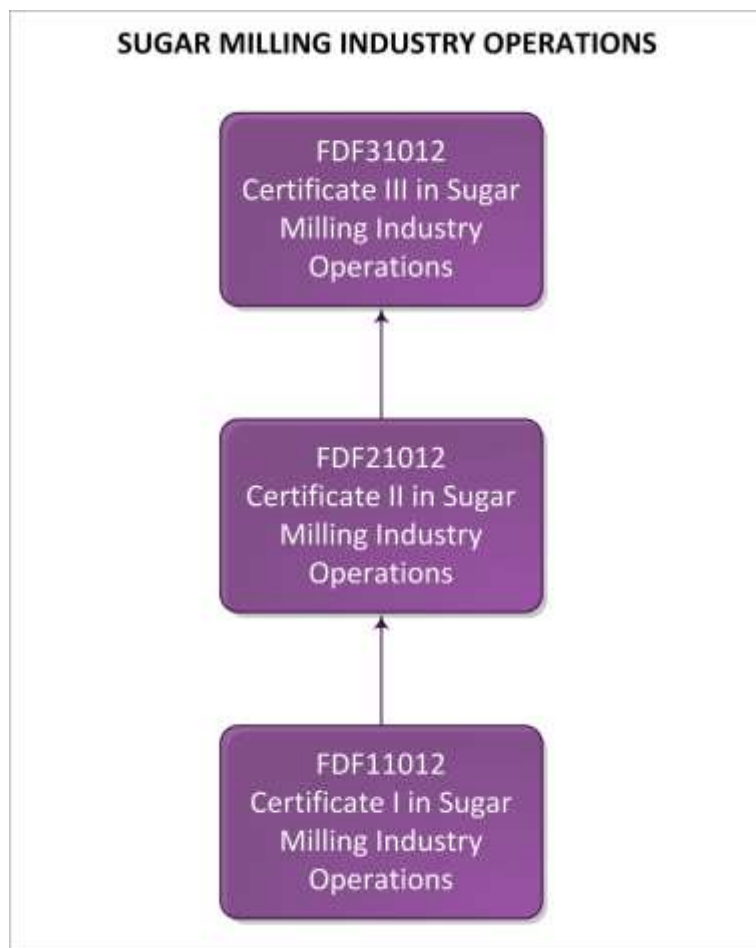 SUGAR MILLING INDUSTRY OPERATIONS
FDF31012
Certificate III in Sugar
Milling Industry
Operations
FDF21012
Certificate II in Sugar
Milling Industry
Operations
FDF11012
Certificate I in Sugar
Milling Industry
Operations